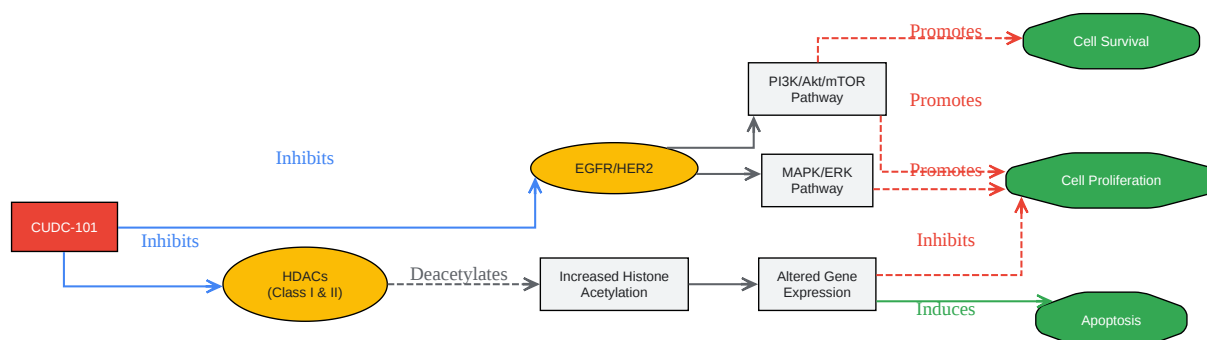 Promotes
Cell Survival
PI3K/Akt/mTOR
Pathway
Promotes
Inhibits
EGFR/HER2
MAPK/ERK
Pathway
Promotes
Cell Proliferation
CUDC-101
Inhibits
Inhibits
HDACs
(Class I & II)
Deacetylates
Increased Histone
Acetylation
Altered Gene
Expression
Induces
Apoptosis